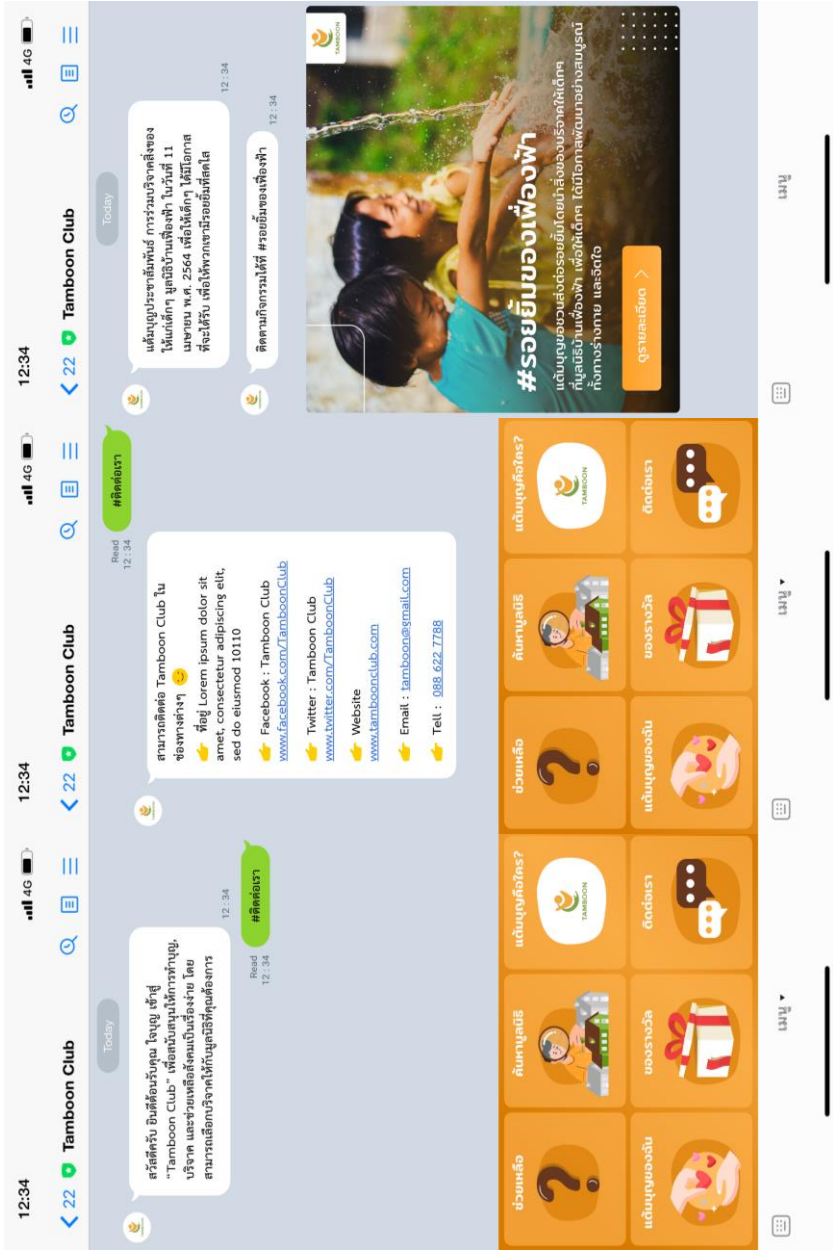 12:34
4G
22 Tamboon Club
Today
สวัสดีครับ ยินดีต้อนรับคุณ ใจบุญ เข้าสู่
“Tamboon Club” เพื่อสนับสนุนให้การทำบุญ,
บริจาค และช่วยเหลือสังคมเป็นเรื่องง่าย โดย
สามารถเลือกบริจาคให้กับมูลนิธิที่คุณต้องการ
12 : 34
Read
12 : 34
#ติดต่อเรา
ช่วยเหลือ
ค้นหามูลนิธิ
แต้มบุญคือใคร?
TAMBOON
แต้มบุญของฉัน
ของรางวัล
ติดต่อเรา
เมนู ▾
12:34
4G
22 Tamboon Club
Read
12 : 34
#ติดต่อเรา
สามารถติดต่อ Tamboon Club ใน
ช่องทางต่างๆ 😊
👉 ที่อยู่ Lorem ipsum dolor sit
amet, consectetur adipiscing elit,
sed do eiusmod 10110
👉 Facebook : Tamboon Club
www.facebook.com/TamboonClub
👉 Twitter : Tamboon Club
www.twitter.com/TamboonClub
👉 Website
www.tamboonclub.com
👉 Email : tamboon@gmail.com
👉 Tell : 088 622 7788
ช่วยเหลือ
ค้นหามูลนิธิ
แต้มบุญคือใคร?
TAMBOON
แต้มบุญของฉัน
ของรางวัล
ติดต่อเรา
เมนู ▾
12:34
4G
22 Tamboon Club
Today
แต้มบุญประชาสัมพันธ์ การร่วมบริจาคสิ่งของ
ให้แก่เด็กๆ มูลนิธิบ้านเฟื่องฟ้า ในวันที่ 11
เมษายน พ.ศ. 2564 เพื่อให้เด็กๆ ได้มีโอกาส
ที่จะได้รับ เพื่อให้พวกเขามีรอยยิ้มที่สดใส
12 : 34
ติดตามกิจกรรมได้ที่ #รอยยิ้มของเฟื่องฟ้า
12 : 34
TAMBOON
#รอยยิ้มของเฟื่องฟ้า
แต้มบุญขอชวนส่งต่อรอยยิ้มโดยนำสิ่งของบริจาคให้เด็กๆ
ที่มูลนิธิบ้านเฟื่องฟ้า เพื่อให้เด็กๆ ได้มีโอกาสพัฒนาอย่างสมบูรณ์
ทั้งทางร่างกาย และจิตใจ
ดูรายละเอียด >
เมนู